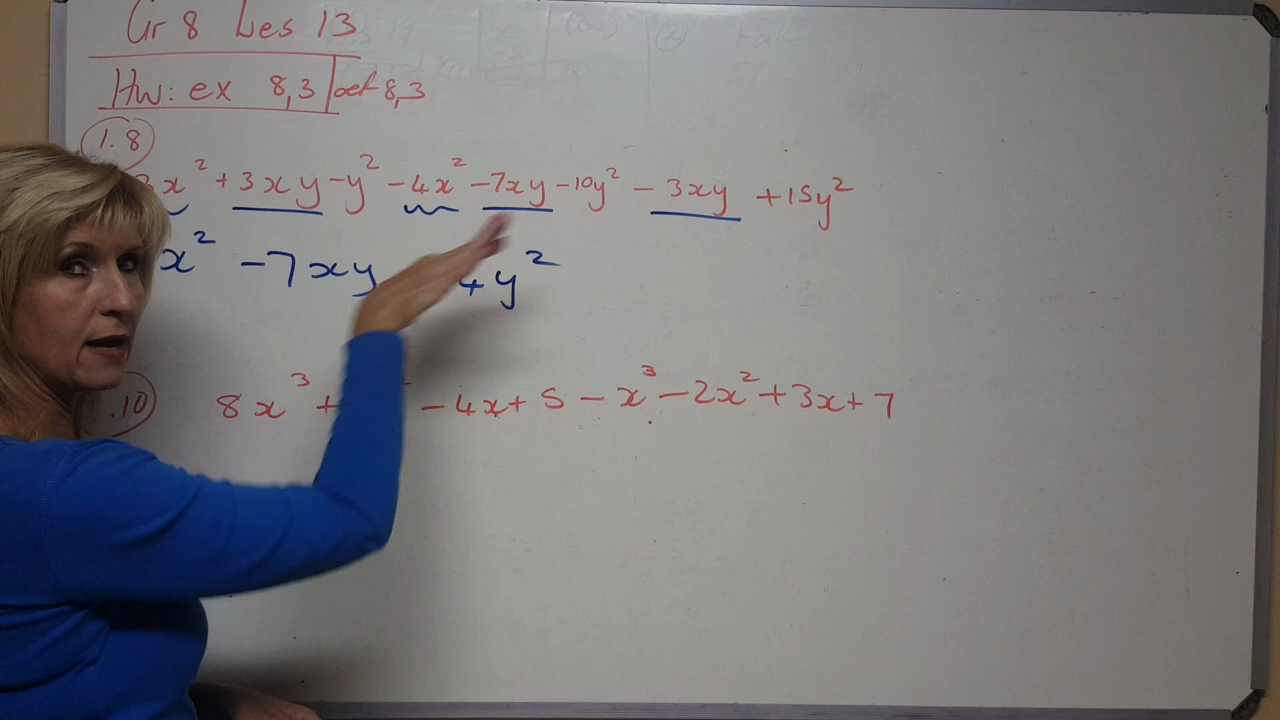 Gr 8 Les 13
Hw: ex 8,3 | oef 8,3
1.8
x² + 3xy - y² - 4x² - 7xy - 10y² - 3xy + 15y²
x² - 7xy + 4y²
.10
8x³ + - 4x + 5 - x³ - 2x² + 3x + 7